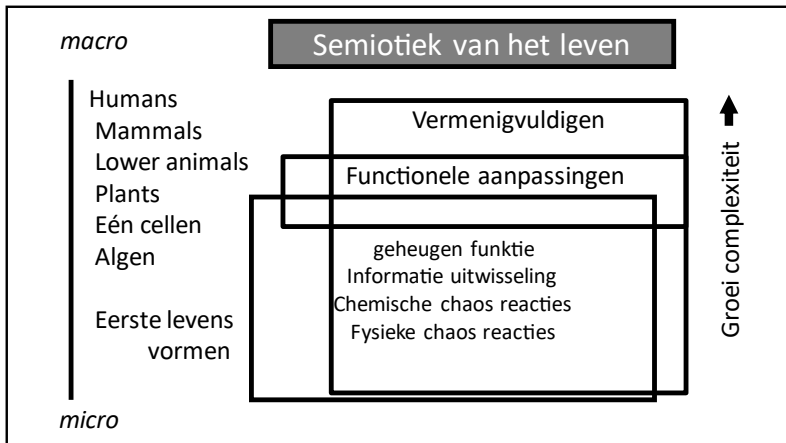 macro
Semiotiek van het leven
Humans
Mammals
Lower animals
Plants
Eén cellen
Algen
Eerste levens
vormen
micro
Vermenigvuldigen
Functionele aanpassingen
geheugen funktie
Informatie uitwisseling
Chemische chaos reacties
Fysieke chaos reacties
Groei complexiteit